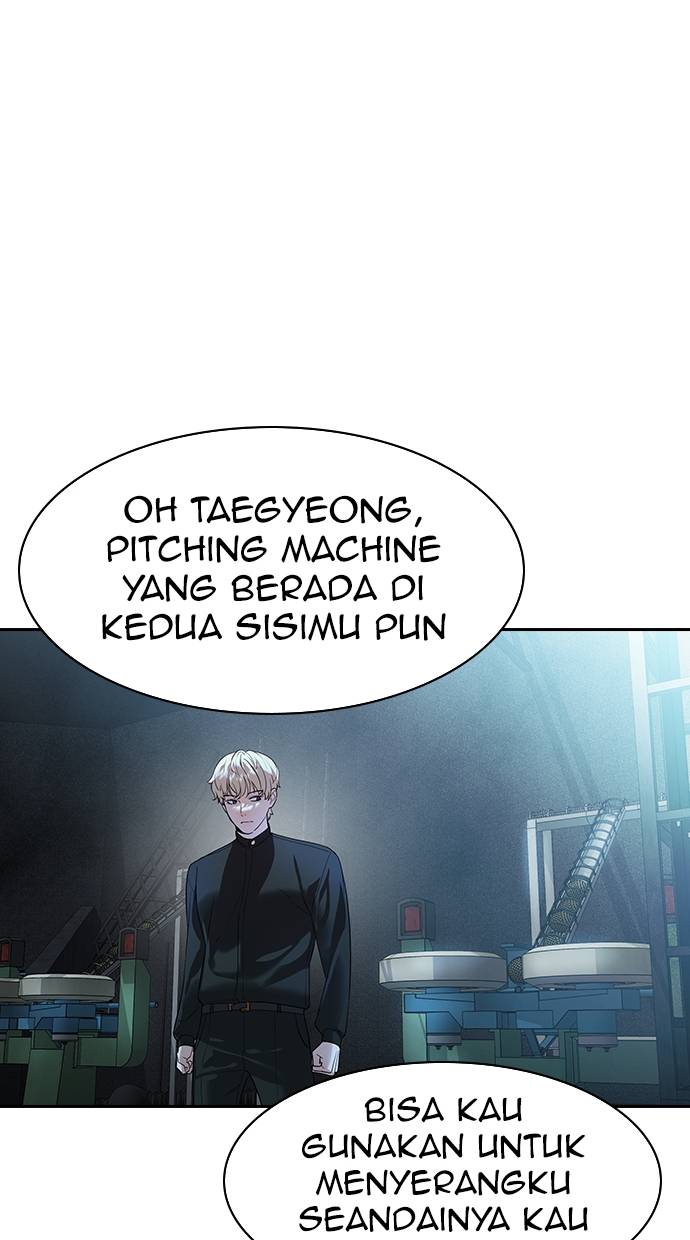 OH TAEGYEONG,
PITCHING MACHINE
YANG BERADA DI
KEDUA SISIMU PUN
BISA KAU
GUNAKAN UNTUK
MENYERANGKU
SEANDAINYA KAU